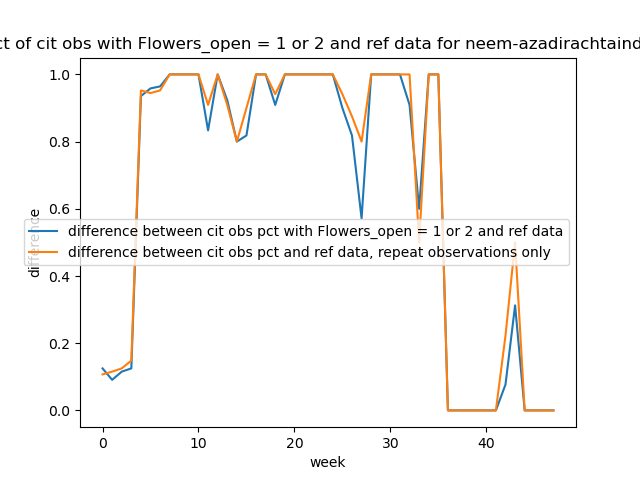 ct of cit obs with Flowers_open = 1 or 2 and ref data for neem-azadirachtaind
1.0
0.8
0.6
0.4
0.2
0.0
difference
difference between cit obs pct with Flowers_open = 1 or 2 and ref data
difference between cit obs pct and ref data, repeat observations only
0 10 20 30 40
week